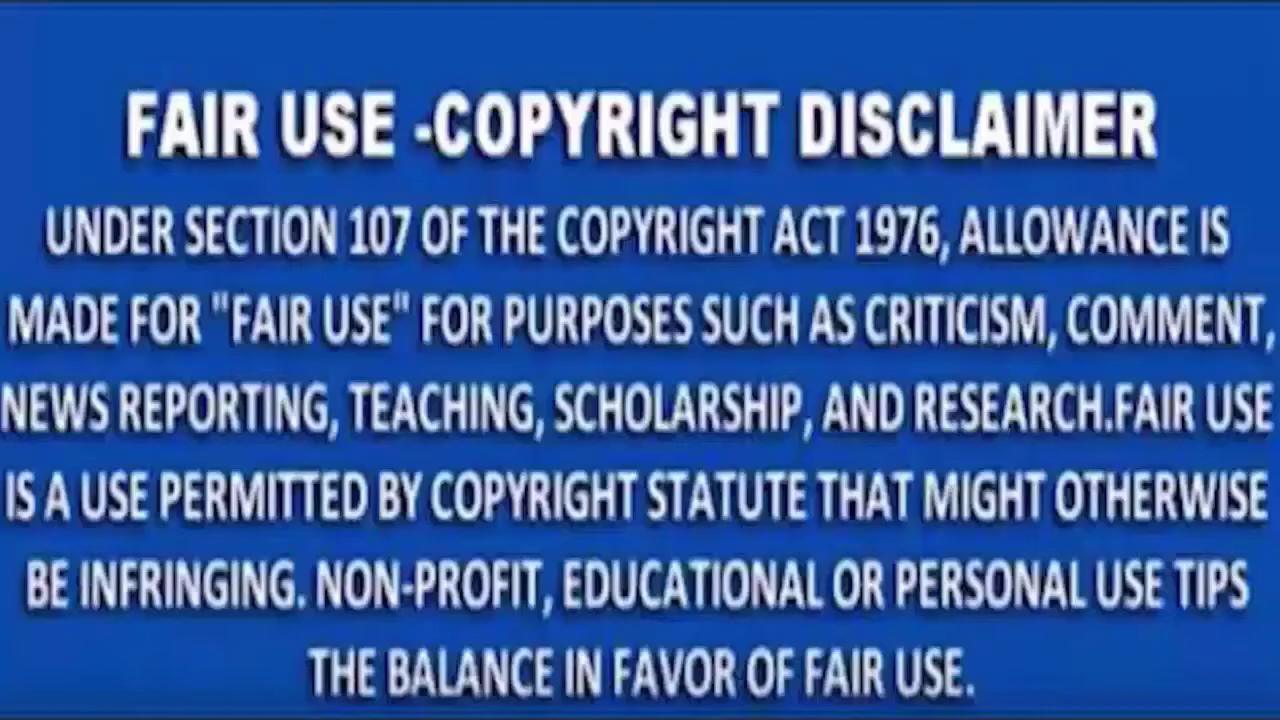 FAIR USE -COPYRIGHT DISCLAIMER
UNDER SECTION 107 OF THE COPYRIGHT ACT 1976, ALLOWANCE IS
MADE FOR "FAIR USE" FOR PURPOSES SUCH AS CRITICISM, COMMENT,
NEWS REPORTING, TEACHING, SCHOLARSHIP, AND RESEARCH.FAIR USE
IS A USE PERMITTED BY COPYRIGHT STATUTE THAT MIGHT OTHERWISE
BE INFRINGING. NON-PROFIT, EDUCATIONAL OR PERSONAL USE TIPS
THE BALANCE IN FAVOR OF FAIR USE.